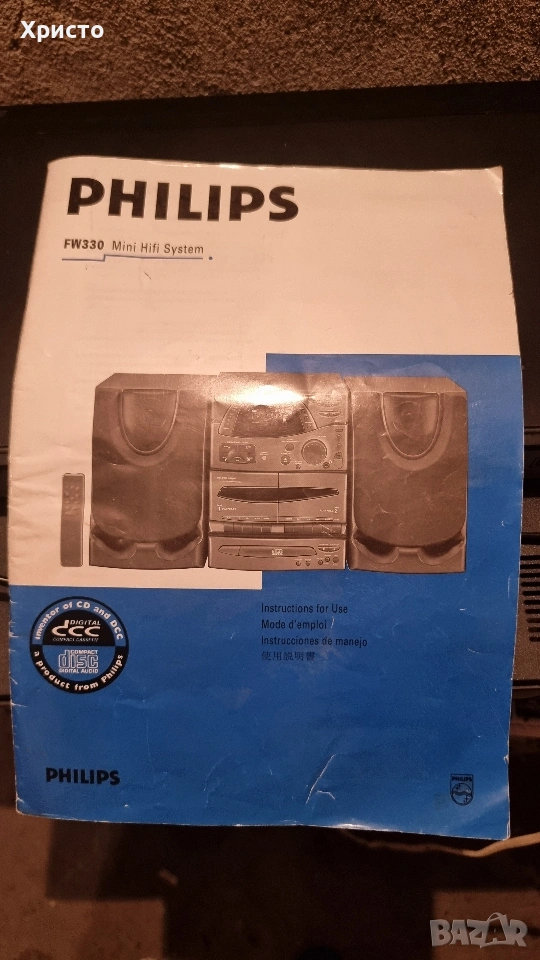 Христо
PHILIPS
FW330 Mini Hifi System
Instructions for Use
Mode d'emploi
Instrucciones de manejo
使用說明書
inventor of CD and DCC
DIGITAL
dcc
COMPACT CASSETTE
COMPACT
disc
DIGITAL AUDIO
a product from Philips
PHILIPS
PHILIPS
BAZAR